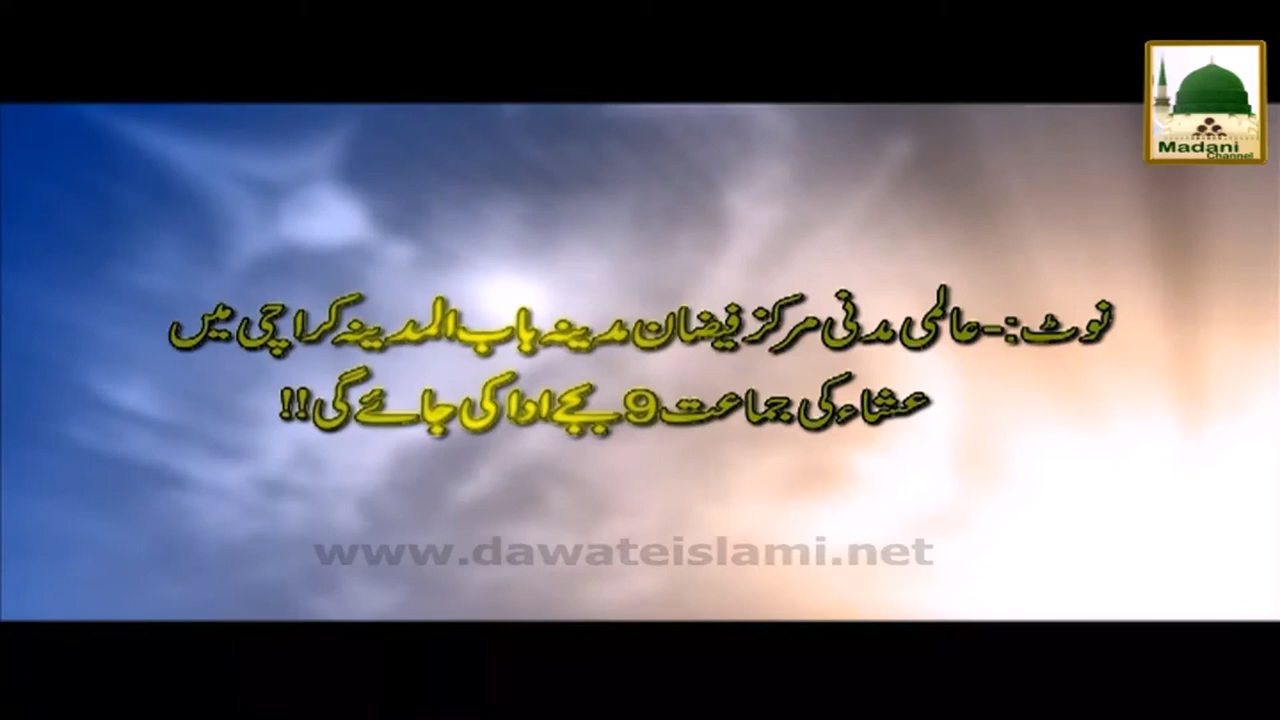 Madani
Channel
نوٹ:- عالمی مدنی مرکز فیضان مدینہ باب المدینہ کراچی میں
عشاء کی جماعت 9 بجے ادا کی جائے گی!!
www.dawateislami.net